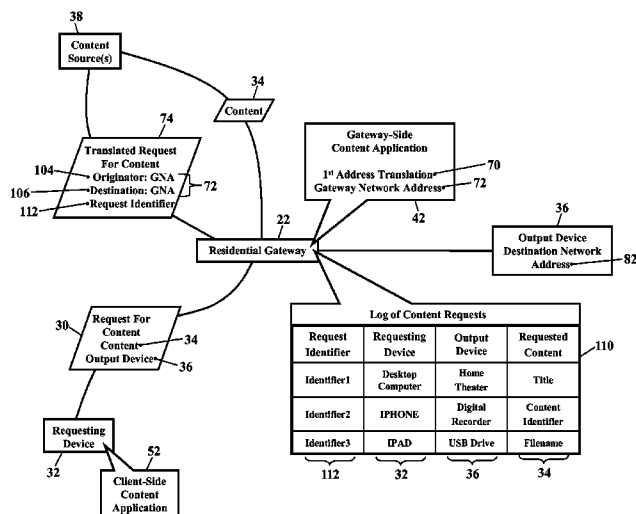 38
Content
Source(s)
34
Content
74
Translated Request
For Content
104
Originator: GNA
106
Destination: GNA
72
112
Request Identifier
Gateway-Side
Content Application
1st Address Translation
70
Gateway Network Address
72
42
22
Residential Gateway
36
Output Device
Destination Network
Address
82
30
Request For
Content
Content
34
Output Device
36
Requesting
Device
32
52
Client-Side
Content
Application
Log of Content Requests
110
Request Identifier Requesting Device Output Device Requested Content
Identifier1 Desktop Computer Home Theater Title
Identifier2 IPHONE Digital Recorder Content Identifier
Identifier3 IPAD USB Drive Filename
112 32 36 34